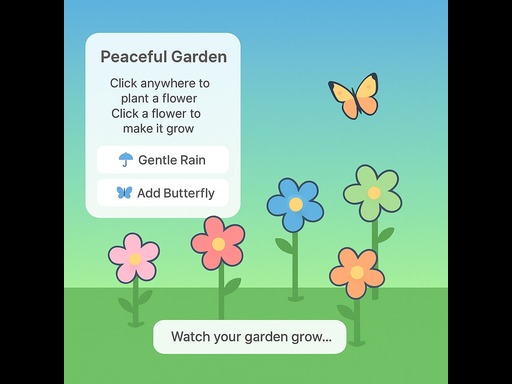 Peaceful Garden
Click anywhere to
plant a flower
Click a flower to
make it grow
Gentle Rain
Add Butterfly
Watch your garden grow...